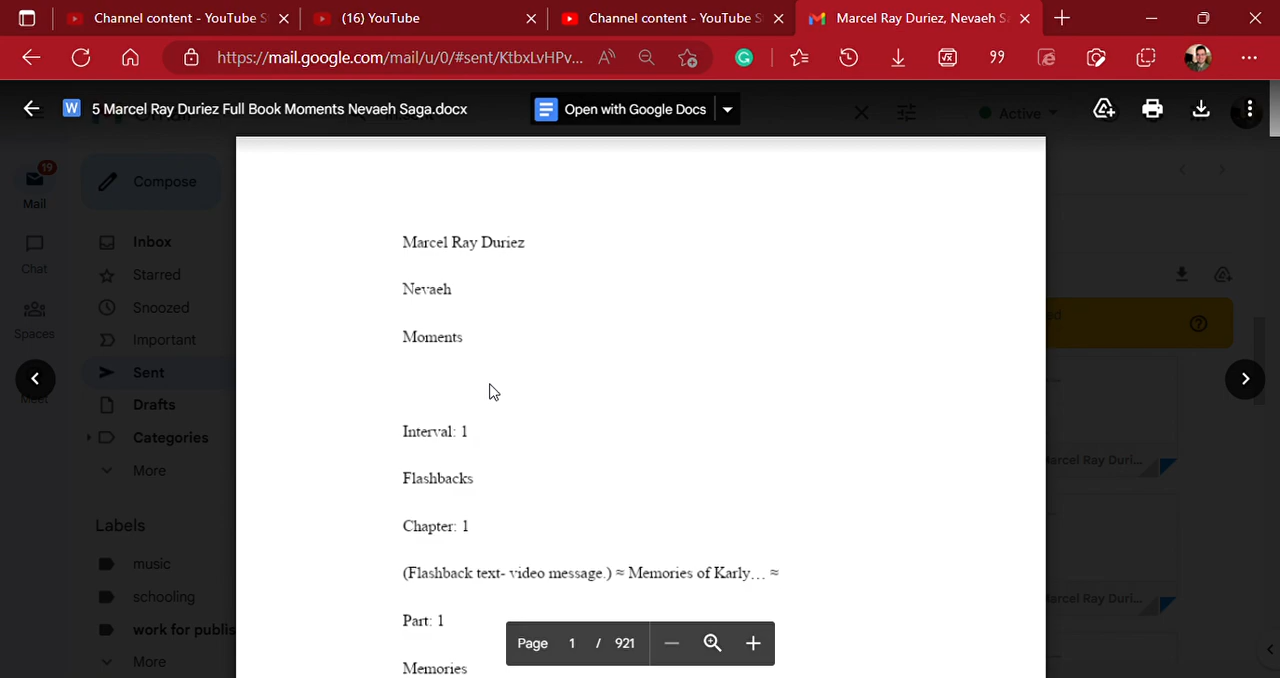 Channel content - YouTube S
(16) YouTube
Channel content - YouTube S
Marcel Ray Duriez, Nevaeh S
https://mail.google.com/mail/u/0/#sent/KtbxLvHPv...
5 Marcel Ray Duriez Full Book Moments Nevaeh Saga.docx
Open with Google Docs
Active
19
Mail
Compose
Chat
Inbox
Starred
Snoozed
Spaces
Important
Meet
Sent
Drafts
Categories
More
Labels
music
schooling
work for publis
More
Marcel Ray Duriez
Nevaeh
Moments
Interval: 1
Flashbacks
Chapter: 1
(Flashback text- video message.) ≈ Memories of Karly… ≈
Part: 1
Memories
Page 1 / 921
arcel Ray Duri...
arcel Ray Duri...